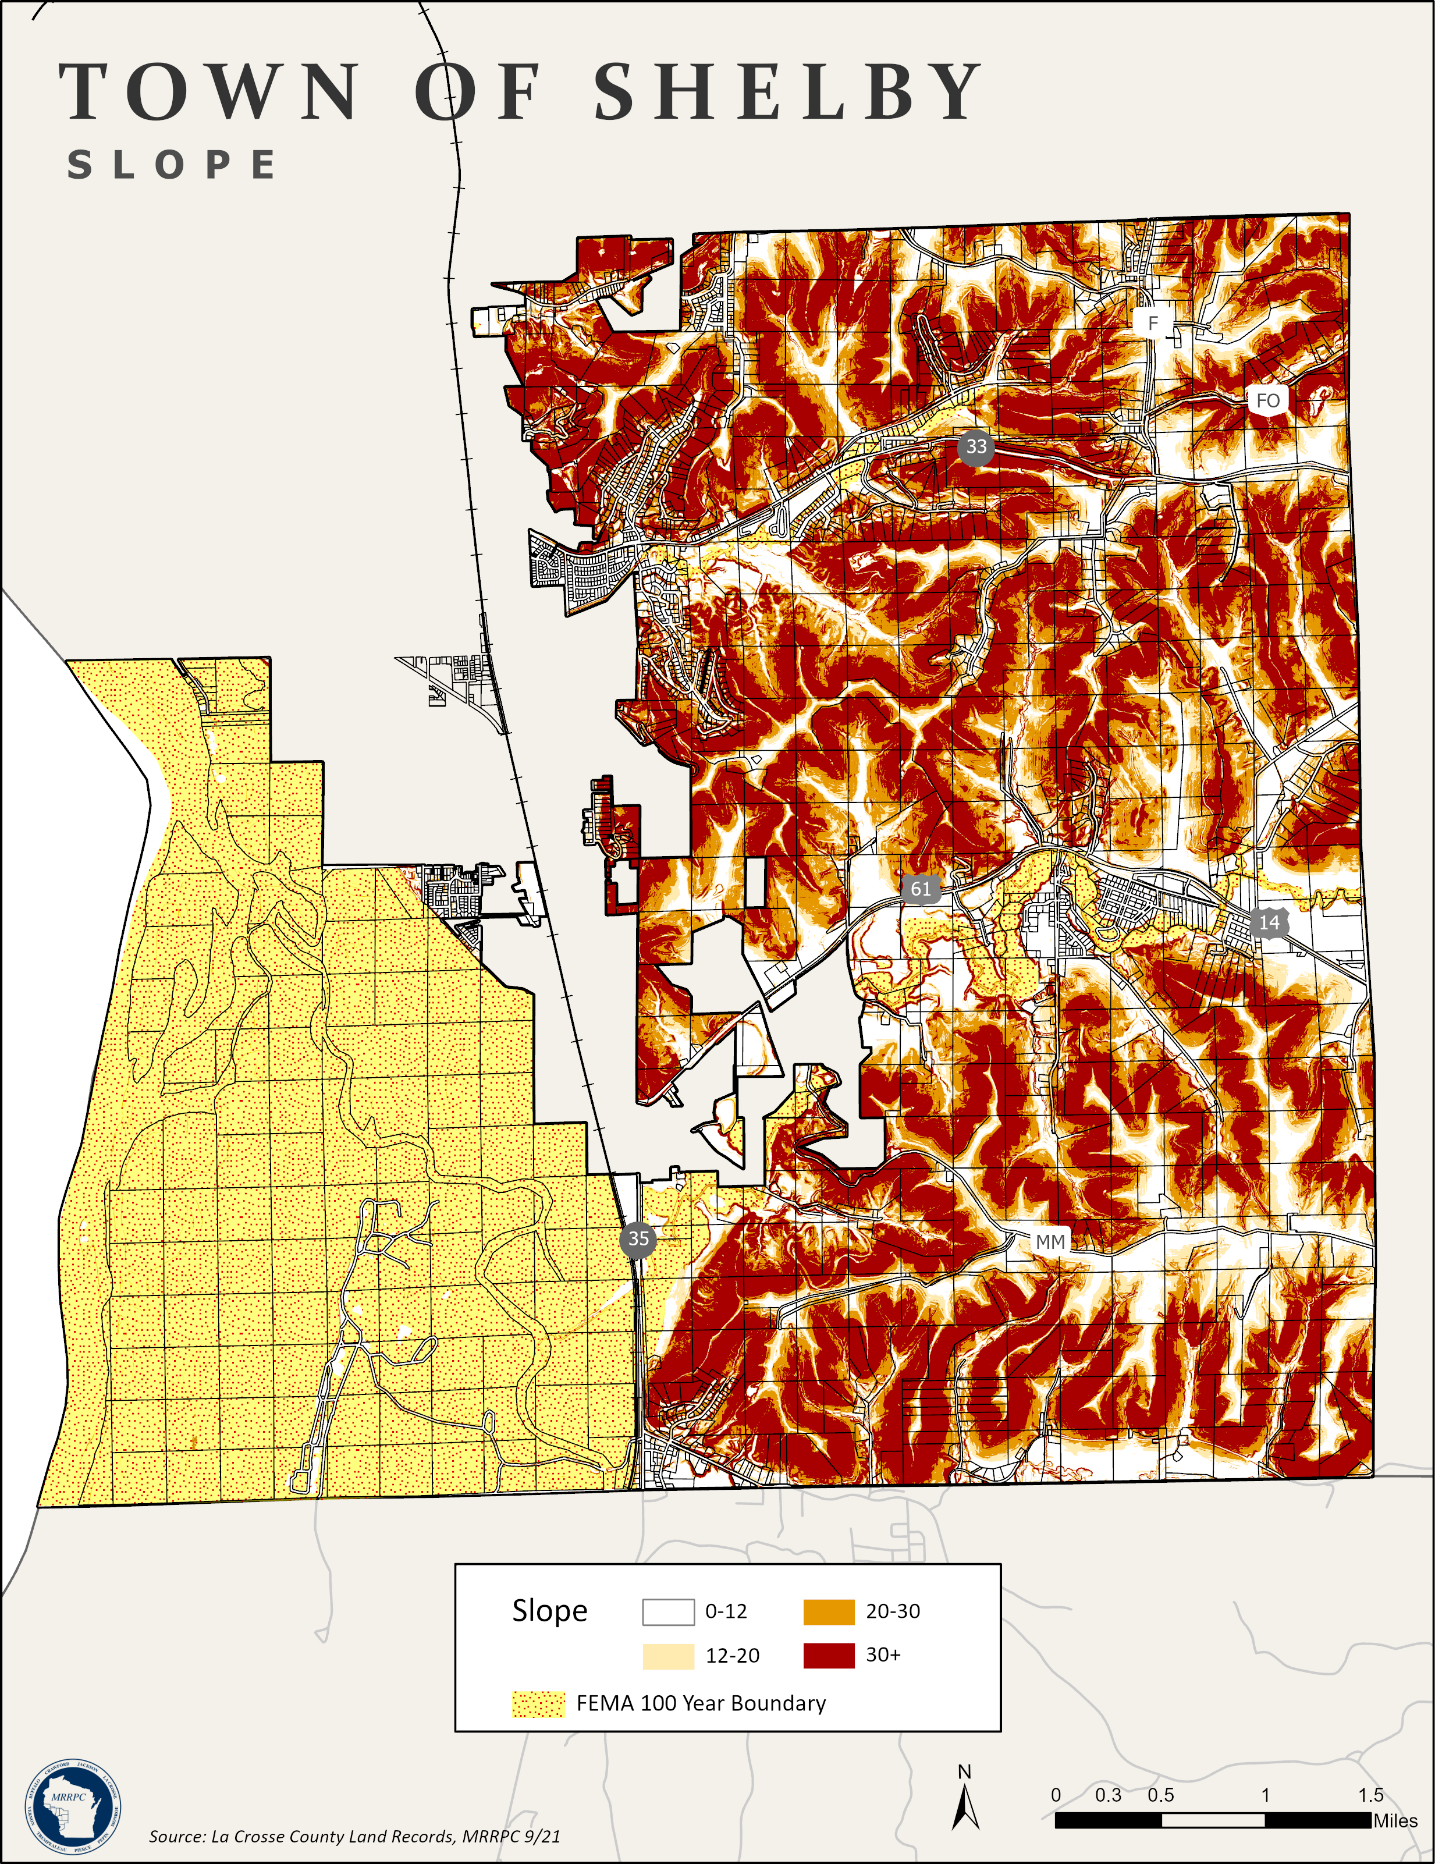 TOWN OF SHELBY
SLOPE
F
FO
33
61
14
35
MM
Slope
0-12
20-30
12-20
30+
FEMA 100 Year Boundary
MRRPC
Source: La Crosse County Land Records, MRRPC 9/21
N
0 0.3 0.5 1 1.5
Miles